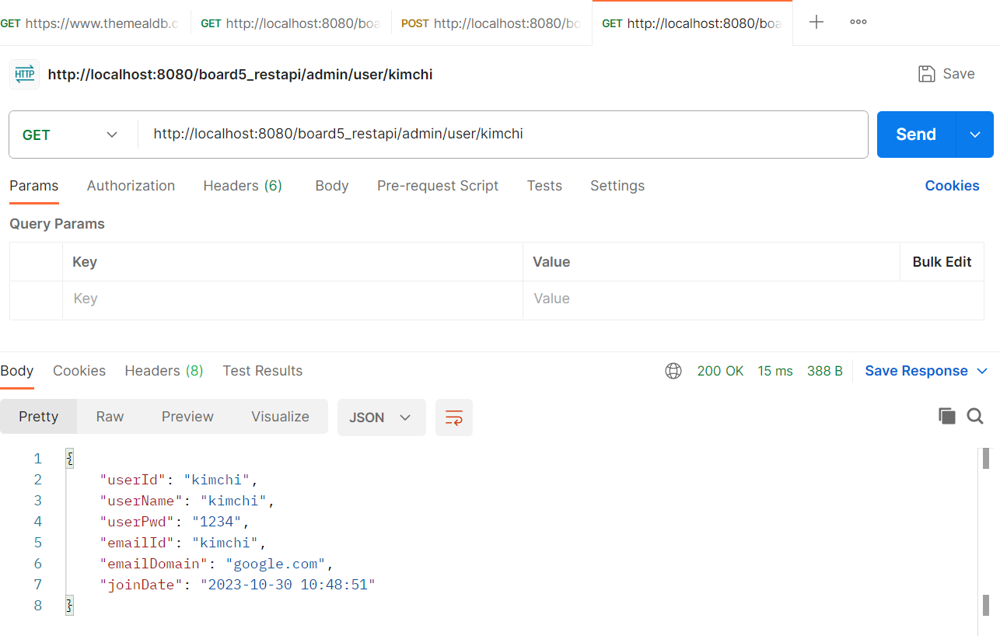 GET https://www.themealdb.c GET http://localhost:8080/boa POST http://localhost:8080/bo GET http://localhost:8080/boa
HTTP http://localhost:8080/board5_restapi/admin/user/kimchi Save
GET http://localhost:8080/board5_restapi/admin/user/kimchi Send
Params Authorization Headers (6) Body Pre-request Script Tests Settings Cookies
Query Params
Key Value Bulk Edit
Key Value
Body Cookies Headers (8) Test Results 200 OK 15 ms 388 B Save Response
Pretty Raw Preview Visualize JSON
1 {
2 "userId": "kimchi",
3 "userName": "kimchi",
4 "userPwd": "1234",
5 "emailId": "kimchi",
6 "emailDomain": "google.com",
7 "joinDate": "2023-10-30 10:48:51"
8 }